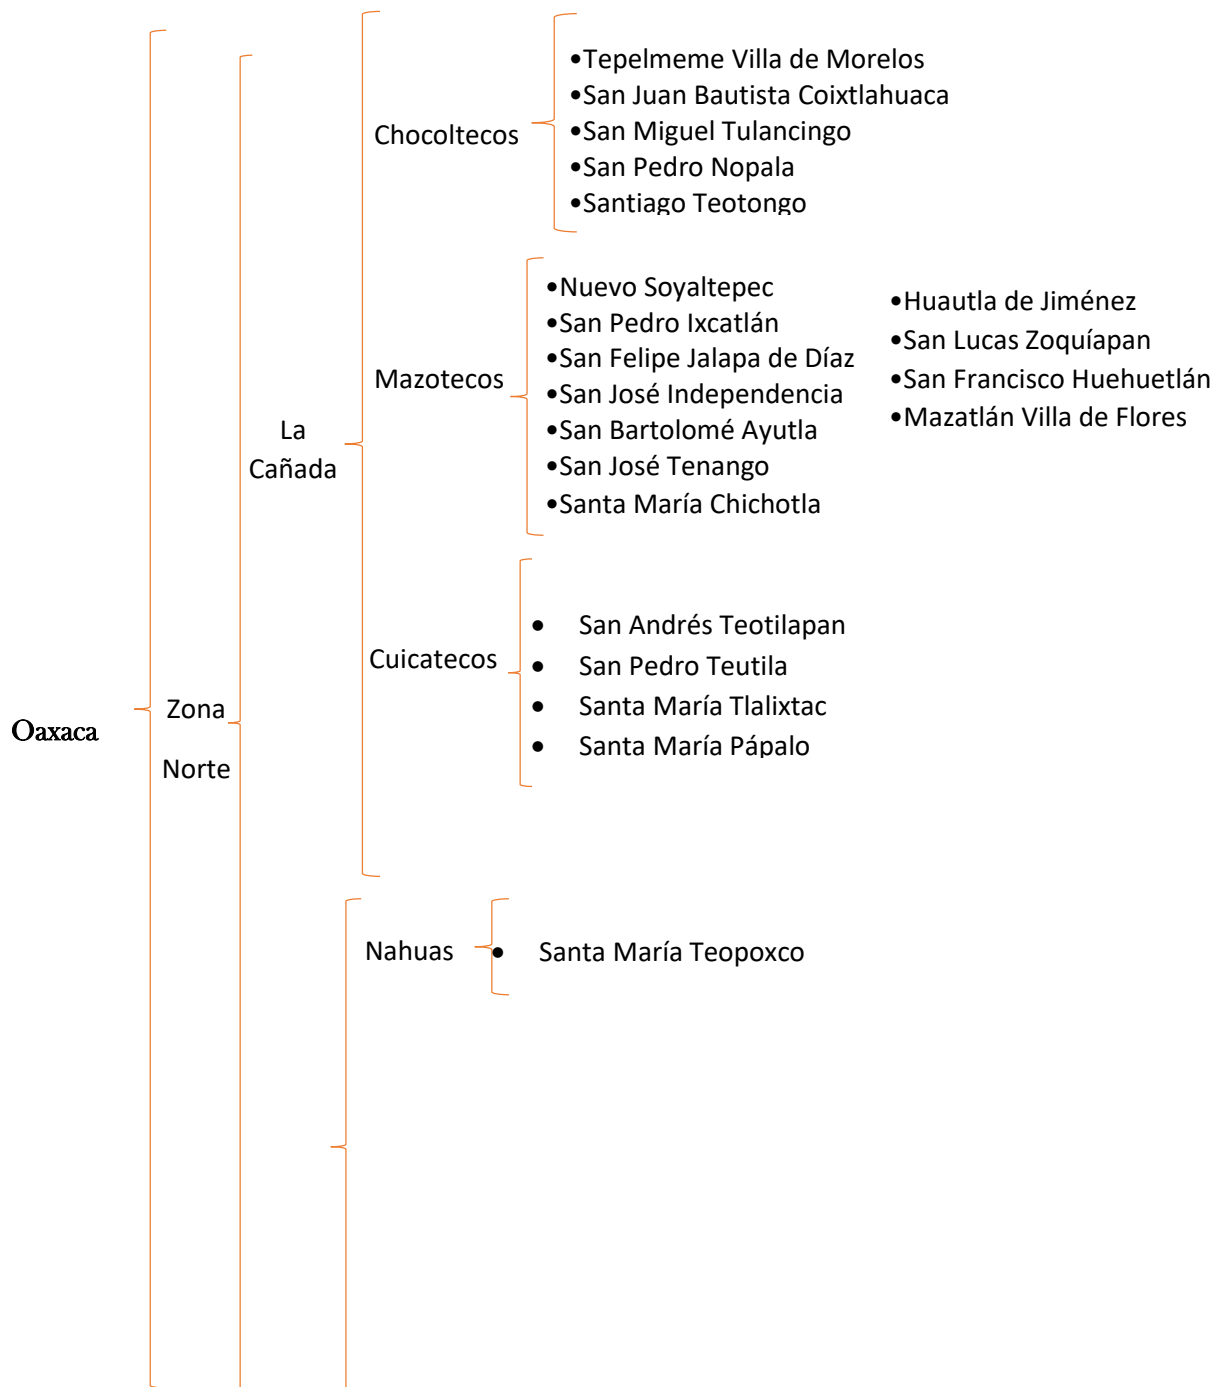 Oaxaca
Zona
Norte
La
Cañada
Chocoltecos
•Tepelmeme Villa de Morelos
•San Juan Bautista Coixtlahuaca
•San Miguel Tulancingo
•San Pedro Nopala
•Santiago Teotongo
Mazotecos
•Nuevo Soyaltepec
•San Pedro Ixcatlán
•San Felipe Jalapa de Díaz
•San José Independencia
•San Bartolomé Ayutla
•San José Tenango
•Santa María Chichotla
•Huautla de Jiménez
•San Lucas Zoquíapan
•San Francisco Huehuetlán
•Mazatlán Villa de Flores
Cuicatecos
• San Andrés Teotilapan
• San Pedro Teutila
• Santa María Tlalixtac
• Santa María Pápalo
Nahuas
• Santa María Teopoxco